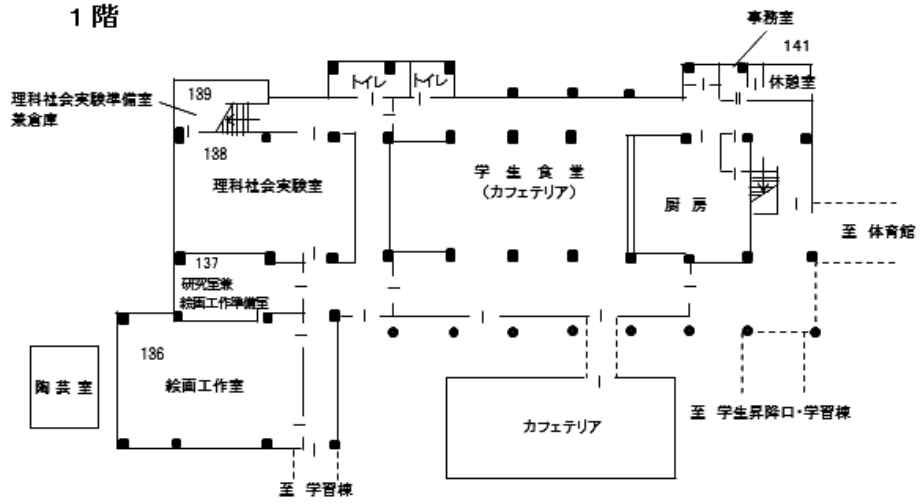 1階
事務室
141
休憩室
トイレ
トイレ
139
理科社会実験準備室
兼倉庫
138
理科社会実験室
学生食堂
(カフェテリア)
厨房
至 体育館
137
研究室兼
絵画工作準備室
136
絵画工作室
陶芸室
カフェテリア
至 学生昇降口・学習棟
至 学習棟